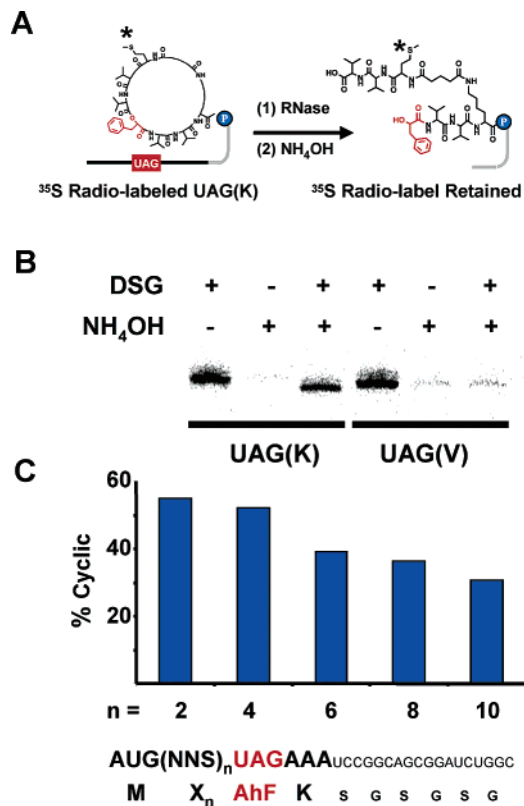 A
*
*
P
P
UAG
(1) RNase
(2) NH₄OH
³⁵S Radio-labeled UAG(K)
³⁵S Radio-label Retained
B
DSG + - + + - +
NH₄OH - + + - + +
UAG(K) UAG(V)
C
% Cyclic
60
40
20
n = 2 4 6 8 10
AUG(NNS)ₙUAGAAAUCCGGCAGCGGAUCUGGC
M Xₙ AhF K S G S G S G